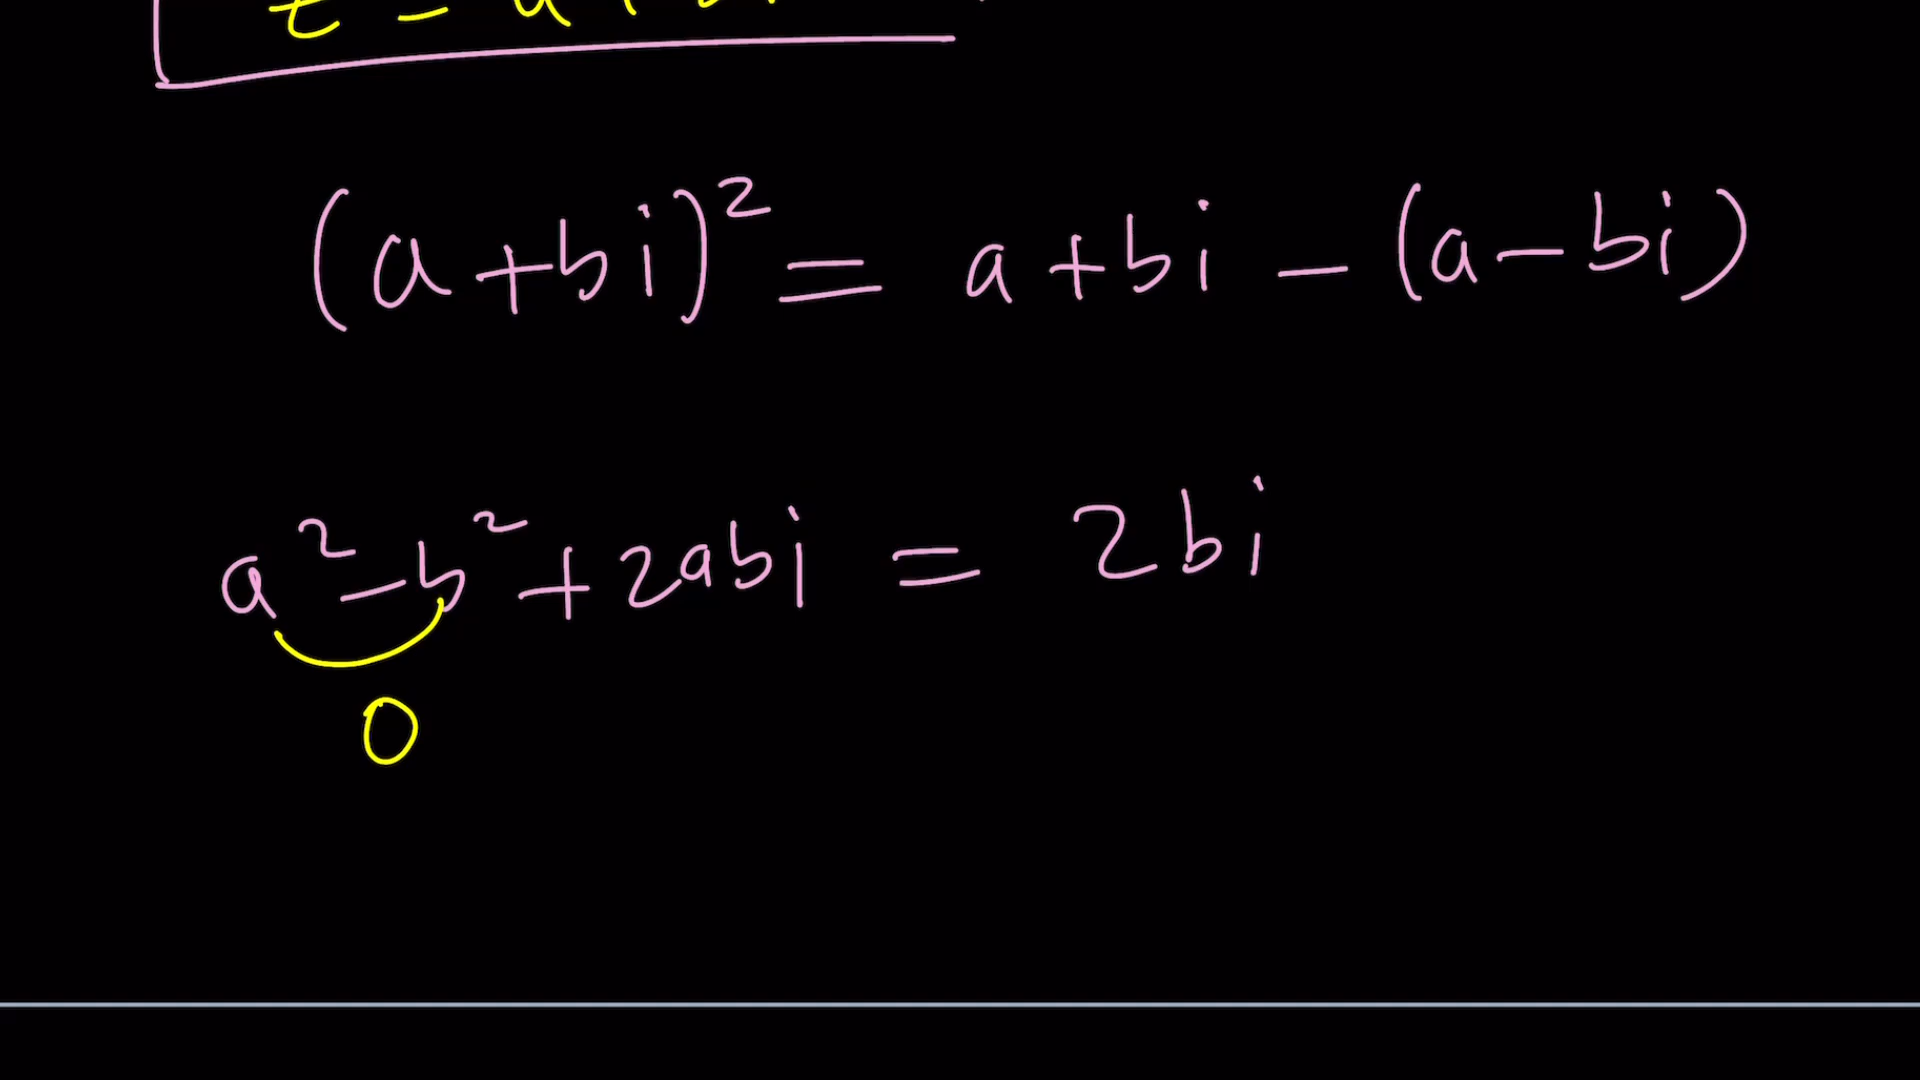 (a+bi)² = a+bi - (a-bi)
a²-b²+2abi = 2bi
0